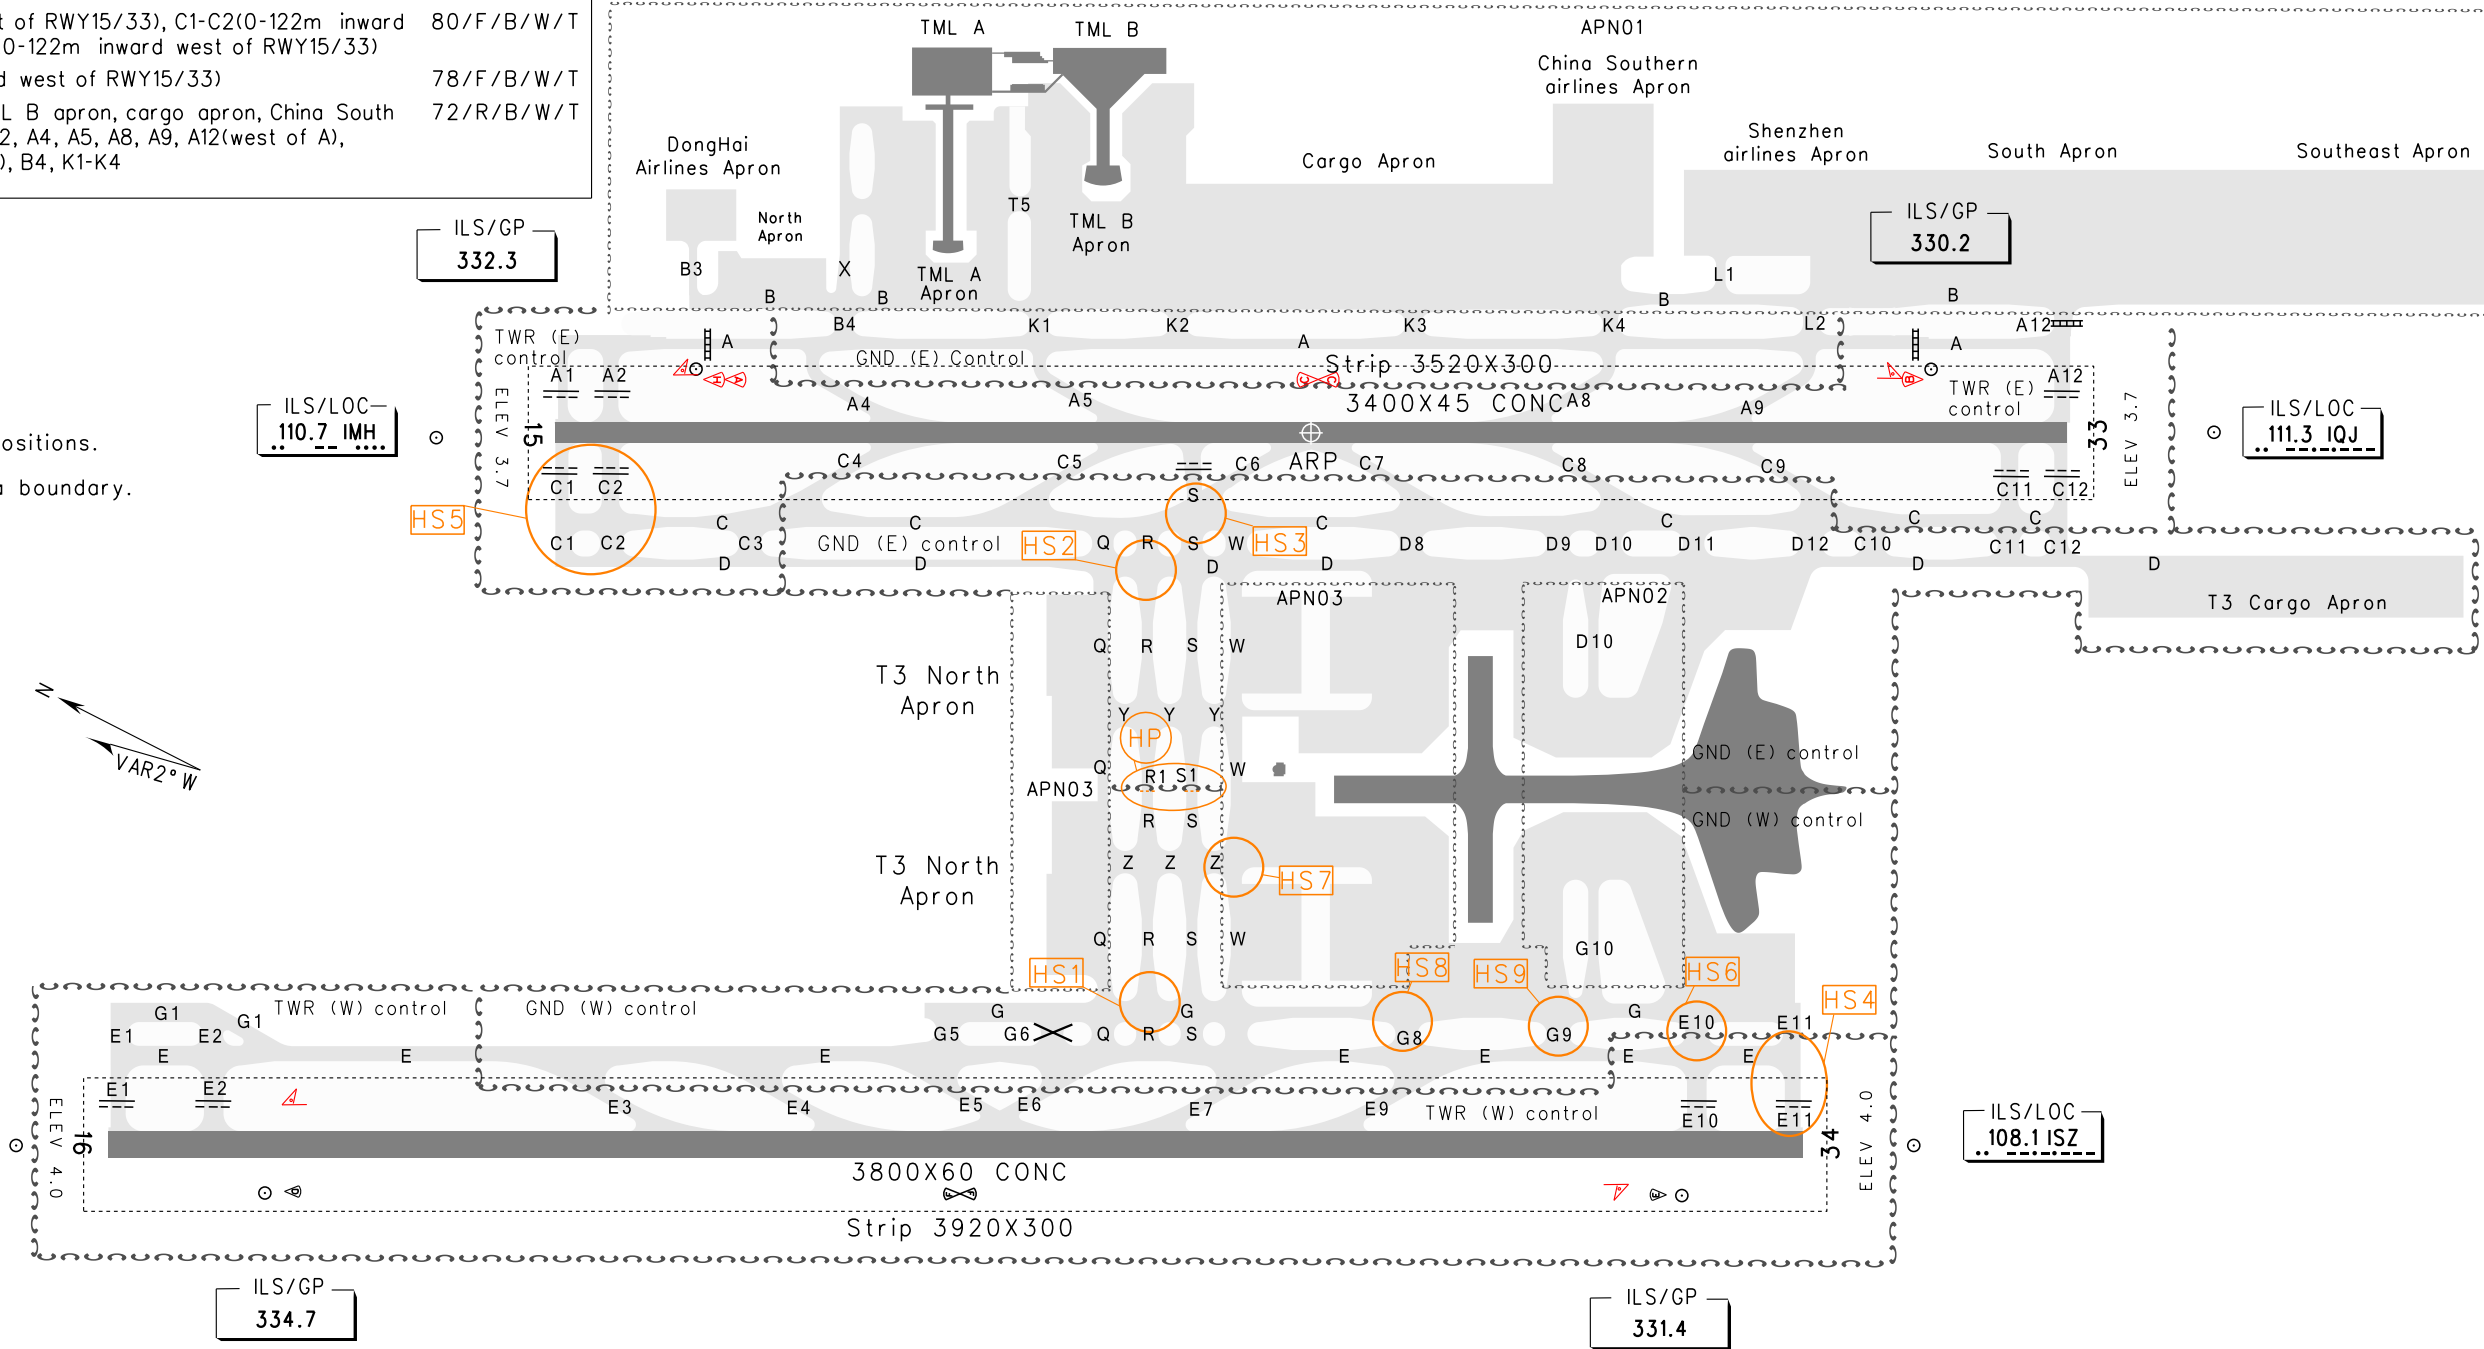 t of RWY15/33), C1-C2(0-122m inward 80/F/B/W/T
0-122m inward west of RWY15/33)
d west of RWY15/33) 78/F/B/W/T
L B apron, cargo apron, China South 72/R/B/W/T
2, A4, A5, A8, A9, A12(west of A),
), B4, K1-K4
TML A
TML B
APN01
China Southern
airlines Apron
DongHai
Airlines Apron
Cargo Apron
Shenzhen
airlines Apron
South Apron
Southeast Apron
North
Apron
T5
TML B
Apron
ILS/GP
332.3
ILS/GP
330.2
B3
X
TML A
Apron
L1
B
B
B
B
TWR (E)
control
A
B4
K1
K2
A
K3
K4
L2
A
A12
GND (E) Control
Strip 3520X300
A1
A2
H
A
C
C
B
TWR (E)
control
A12
ELEV 3.7
A4
A5
3400X45 CONC
A8
A9
ELEV 3.7
ILS/LOC
110.7 IMH
ILS/LOC
111.3 IQJ
15
33
ositions.
a boundary.
C4
C5
C6
ARP
C7
C8
C9
C1
C2
S
C11
C12
HS5
C
C
C
C
C
C
C1
C2
C3
GND (E) control
HS2
Q
R
S
W
HS3
D8
D9
D10
D11
D12
C10
C11
C12
D
D
D
D
D
D
APN03
APN02
T3 Cargo Apron
D10
Q
R
S
W
T3 North
Apron
Y
Y
Y
HP
N
VAR2°W
Q
R1
S1
W
APN03
GND (E) control
GND (W) control
R
S
T3 North
Apron
Z
Z
Z
HS7
Q
R
S
W
G10
HS1
HS8
HS9
HS6
HS4
G1
G1
TWR (W) control
GND (W) control
G
G
G
E1
E2
G5
G6
Q
R
S
G8
G9
E10
E11
E
E
E
E
E
E
E
E1
E2
ELEV 4.0
E3
E4
E5
E6
E7
E9
TWR (W) control
E10
E11
ELEV 4.0
ILS/LOC
108.1 ISZ
16
34
3800X60 CONC
D
F
F
E
Strip 3920X300
ILS/GP
334.7
ILS/GP
331.4